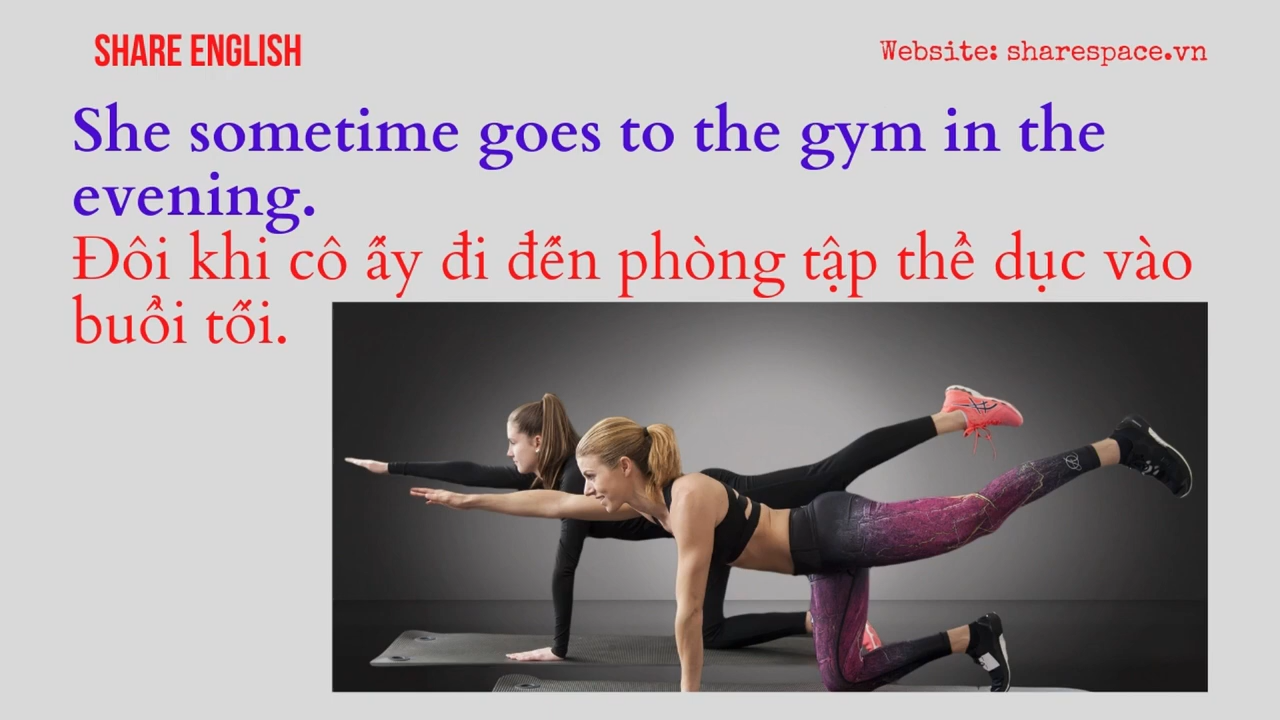 SHARE ENGLISH
Website: sharespace.vn
She sometime goes to the gym in the
evening.
Đôi khi cô ấy đi đến phòng tập thể dục vào
buổi tối.